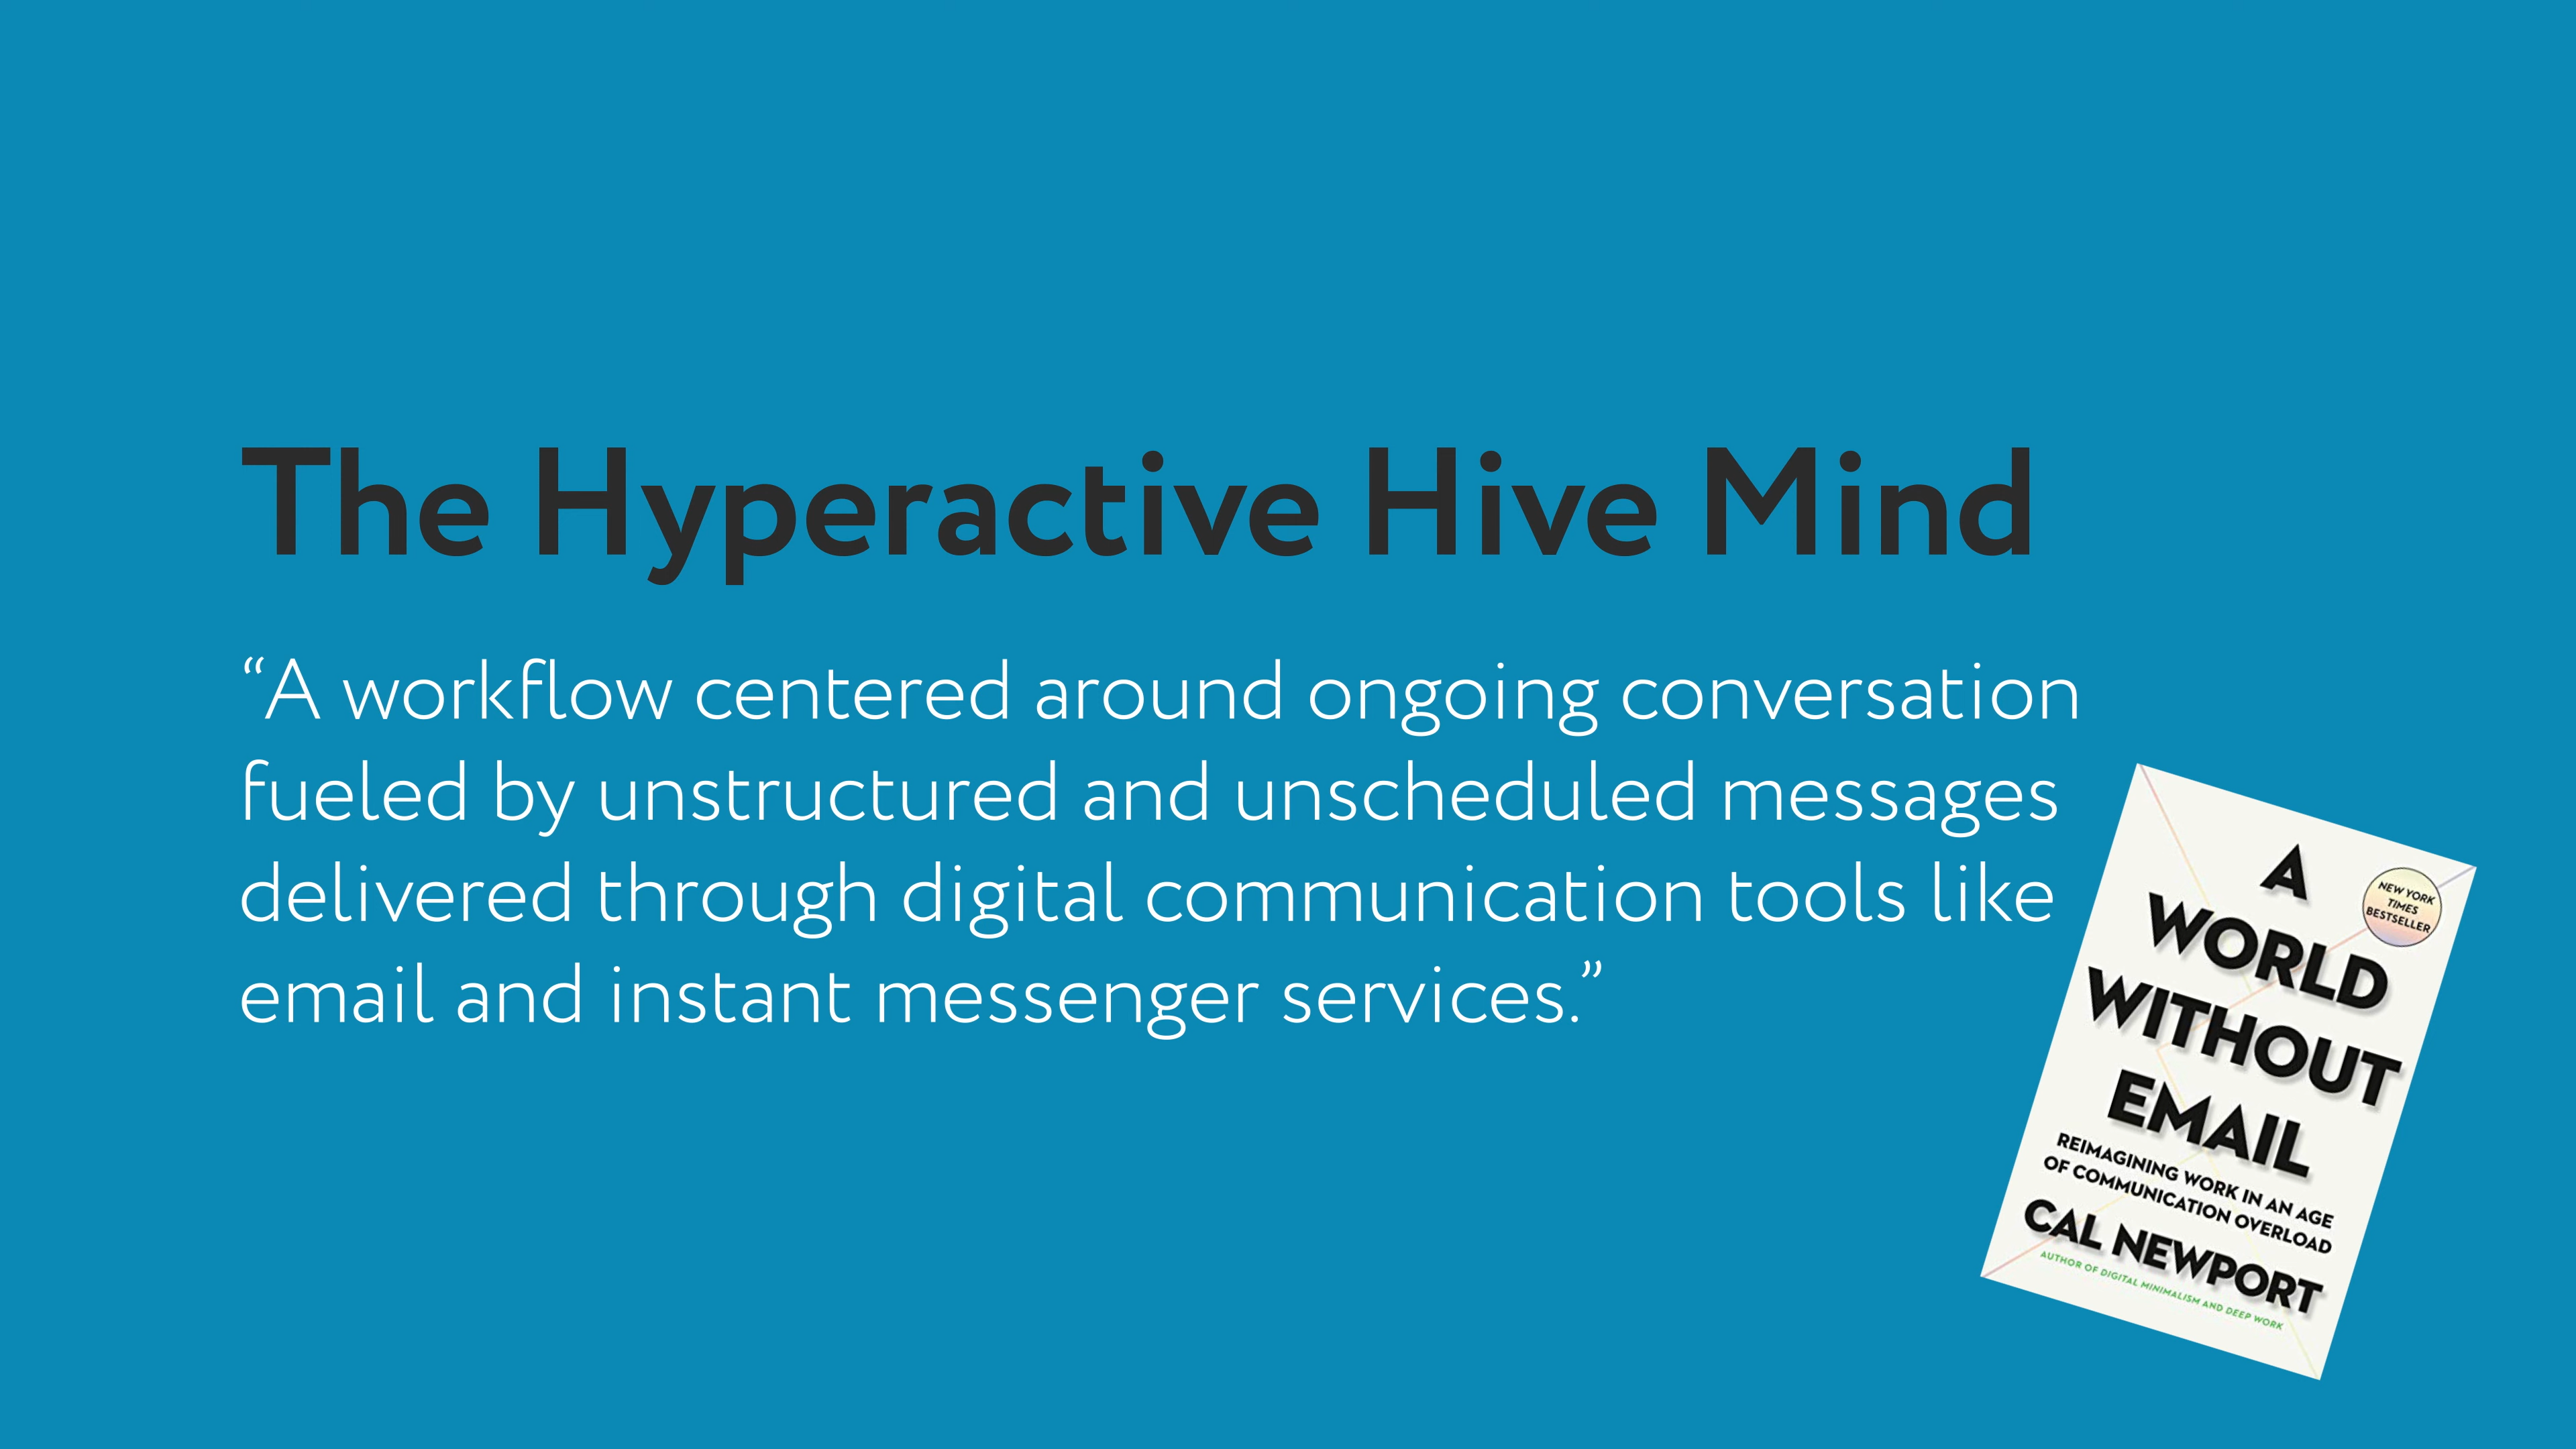 The Hyperactive Hive Mind
“A workflow centered around ongoing conversation
fueled by unstructured and unscheduled messages
delivered through digital communication tools like
email and instant messenger services.”
A
WORLD
WITHOUT
EMAIL
NEW YORK
TIMES
BESTSELLER
REIMAGINING WORK IN AN AGE
OF COMMUNICATION OVERLOAD
CAL NEWPORT
AUTHOR OF DIGITAL MINIMALISM AND DEEP WORK